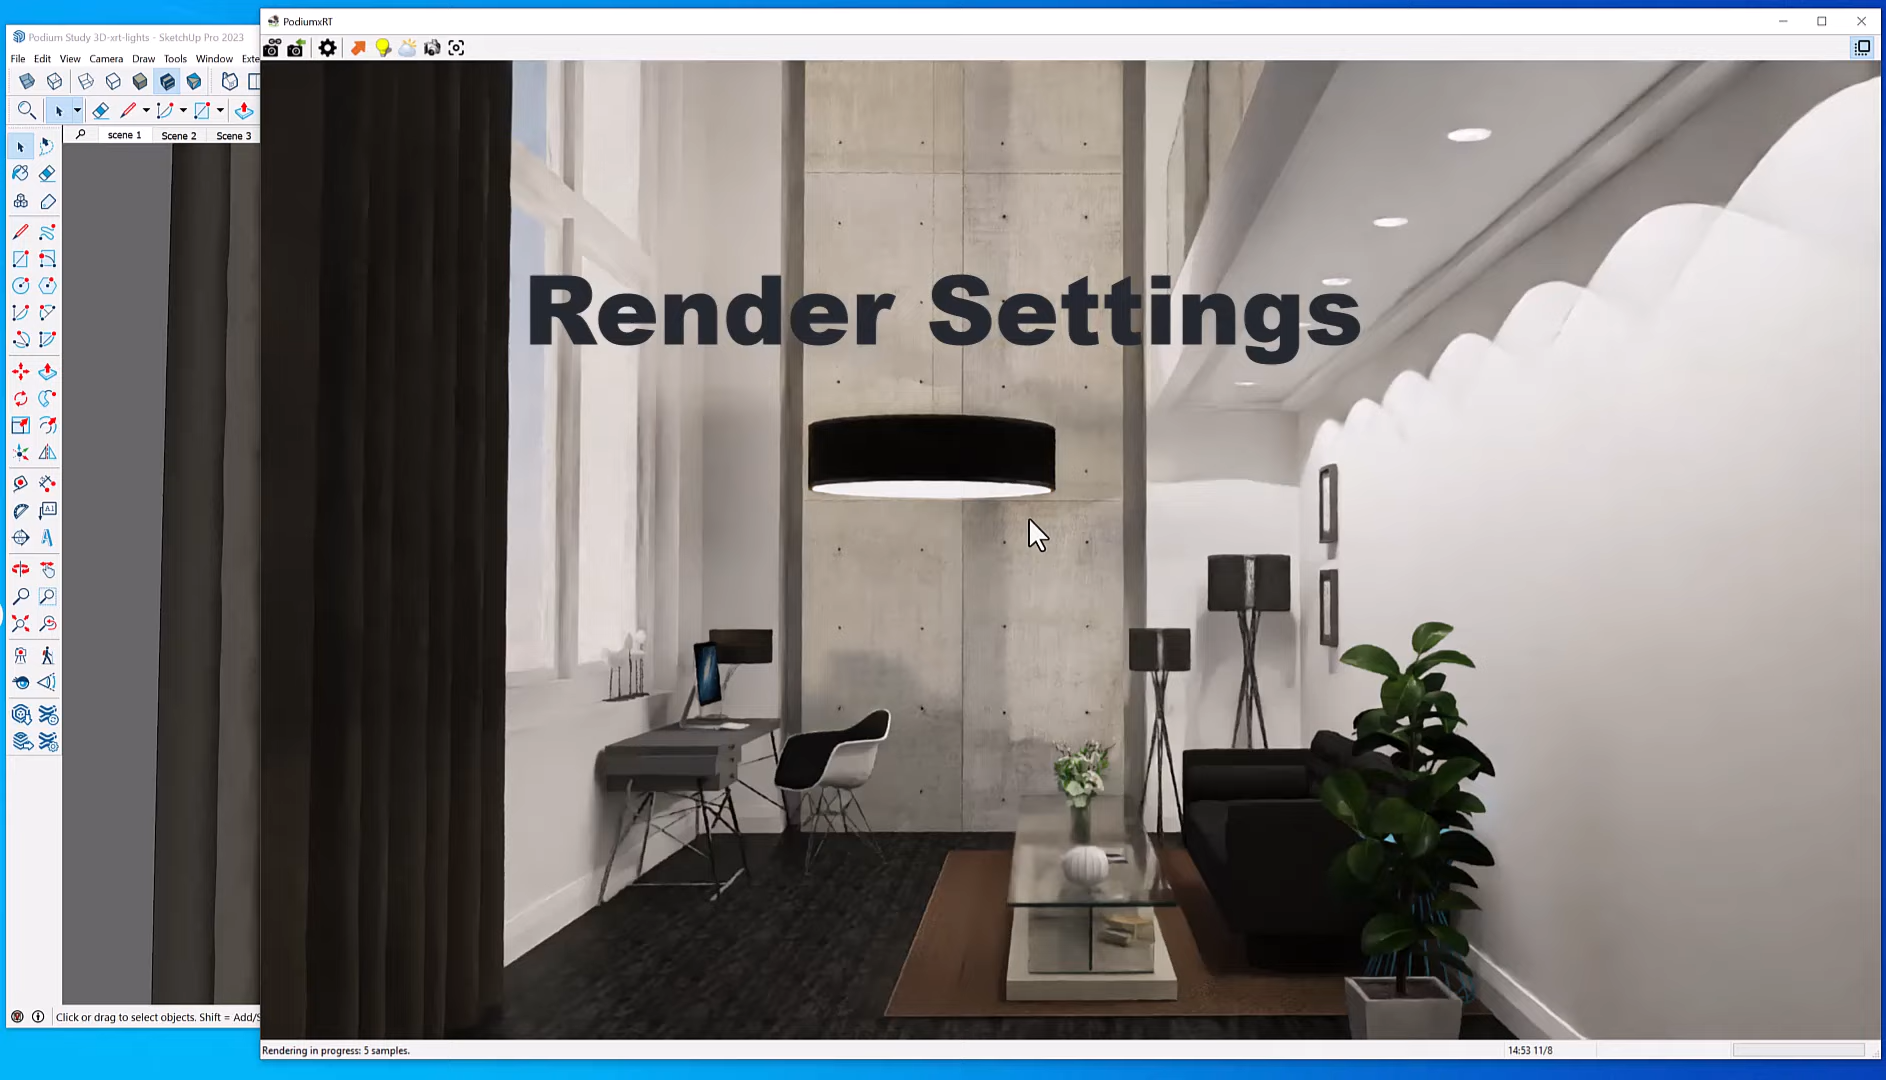 PodiumxRT
Podium Study 3D-xrt-lights - SketchUp Pro 2023
File Edit View Camera Draw Tools Window Exte
scene 1 Scene 2 Scene 3
Render Settings
Click or drag to select objects. Shift = Add/S
Rendering in progress: 5 samples.
14:53 11/8